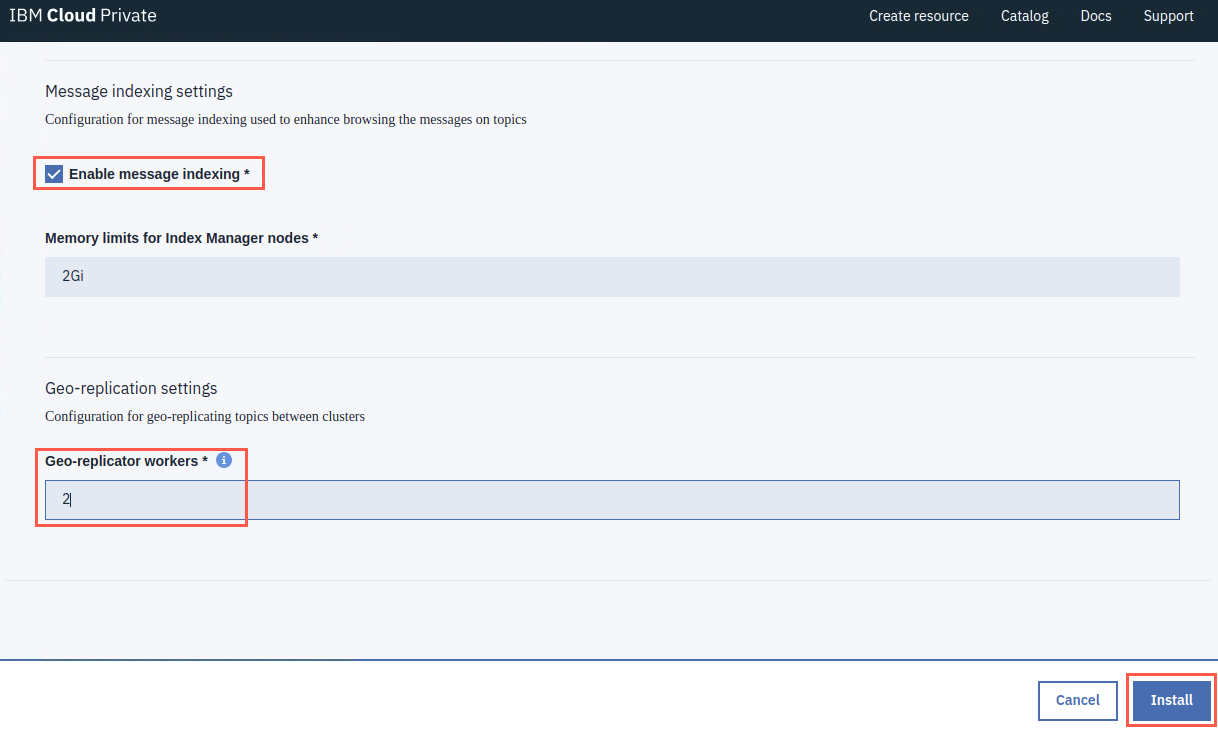 IBM Cloud Private
Create resource Catalog Docs Support
Message indexing settings
Configuration for message indexing used to enhance browsing the messages on topics
Enable message indexing *
Memory limits for Index Manager nodes *
2Gi
Geo-replication settings
Configuration for geo-replicating topics between clusters
Geo-replicator workers *
2
Cancel Install